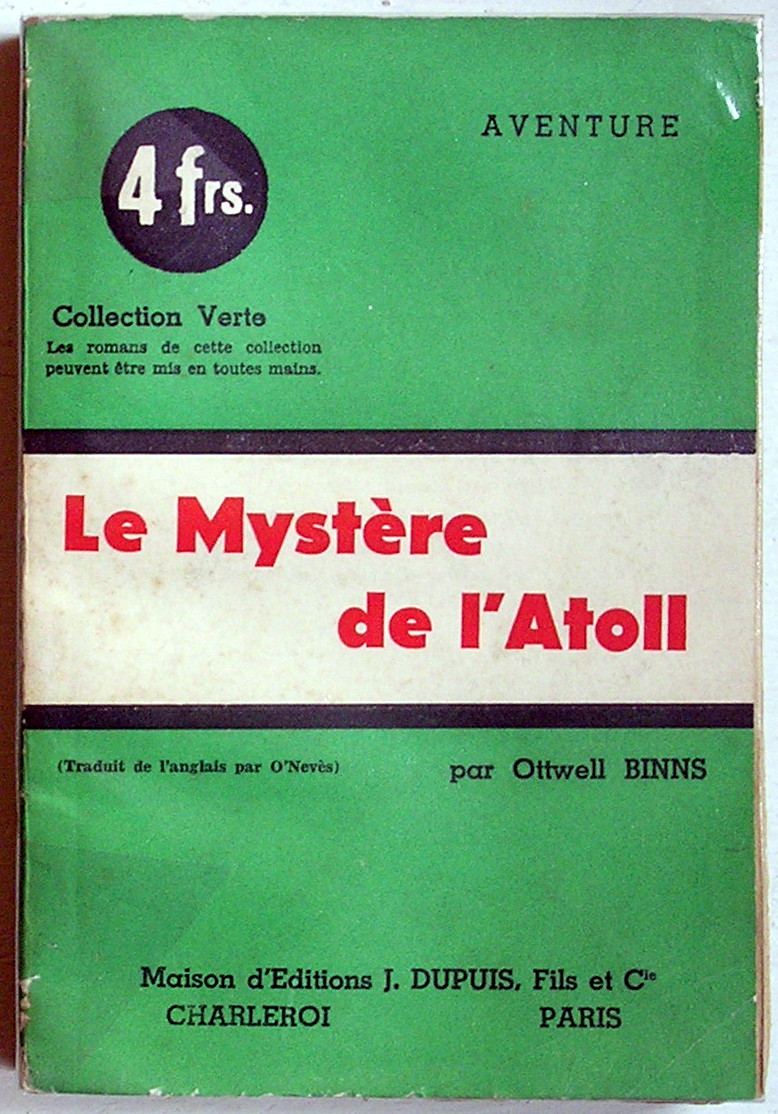 AVENTURE
4 frs.
Collection Verte
Les romans de cette collection
peuvent être mis en toutes mains.
Le Mystère
de l'Atoll
(Traduit de l'anglais par O'Nevès)
par Ottwell BINNS
Maison d'Editions J. DUPUIS, Fils et Cie
CHARLEROI PARIS